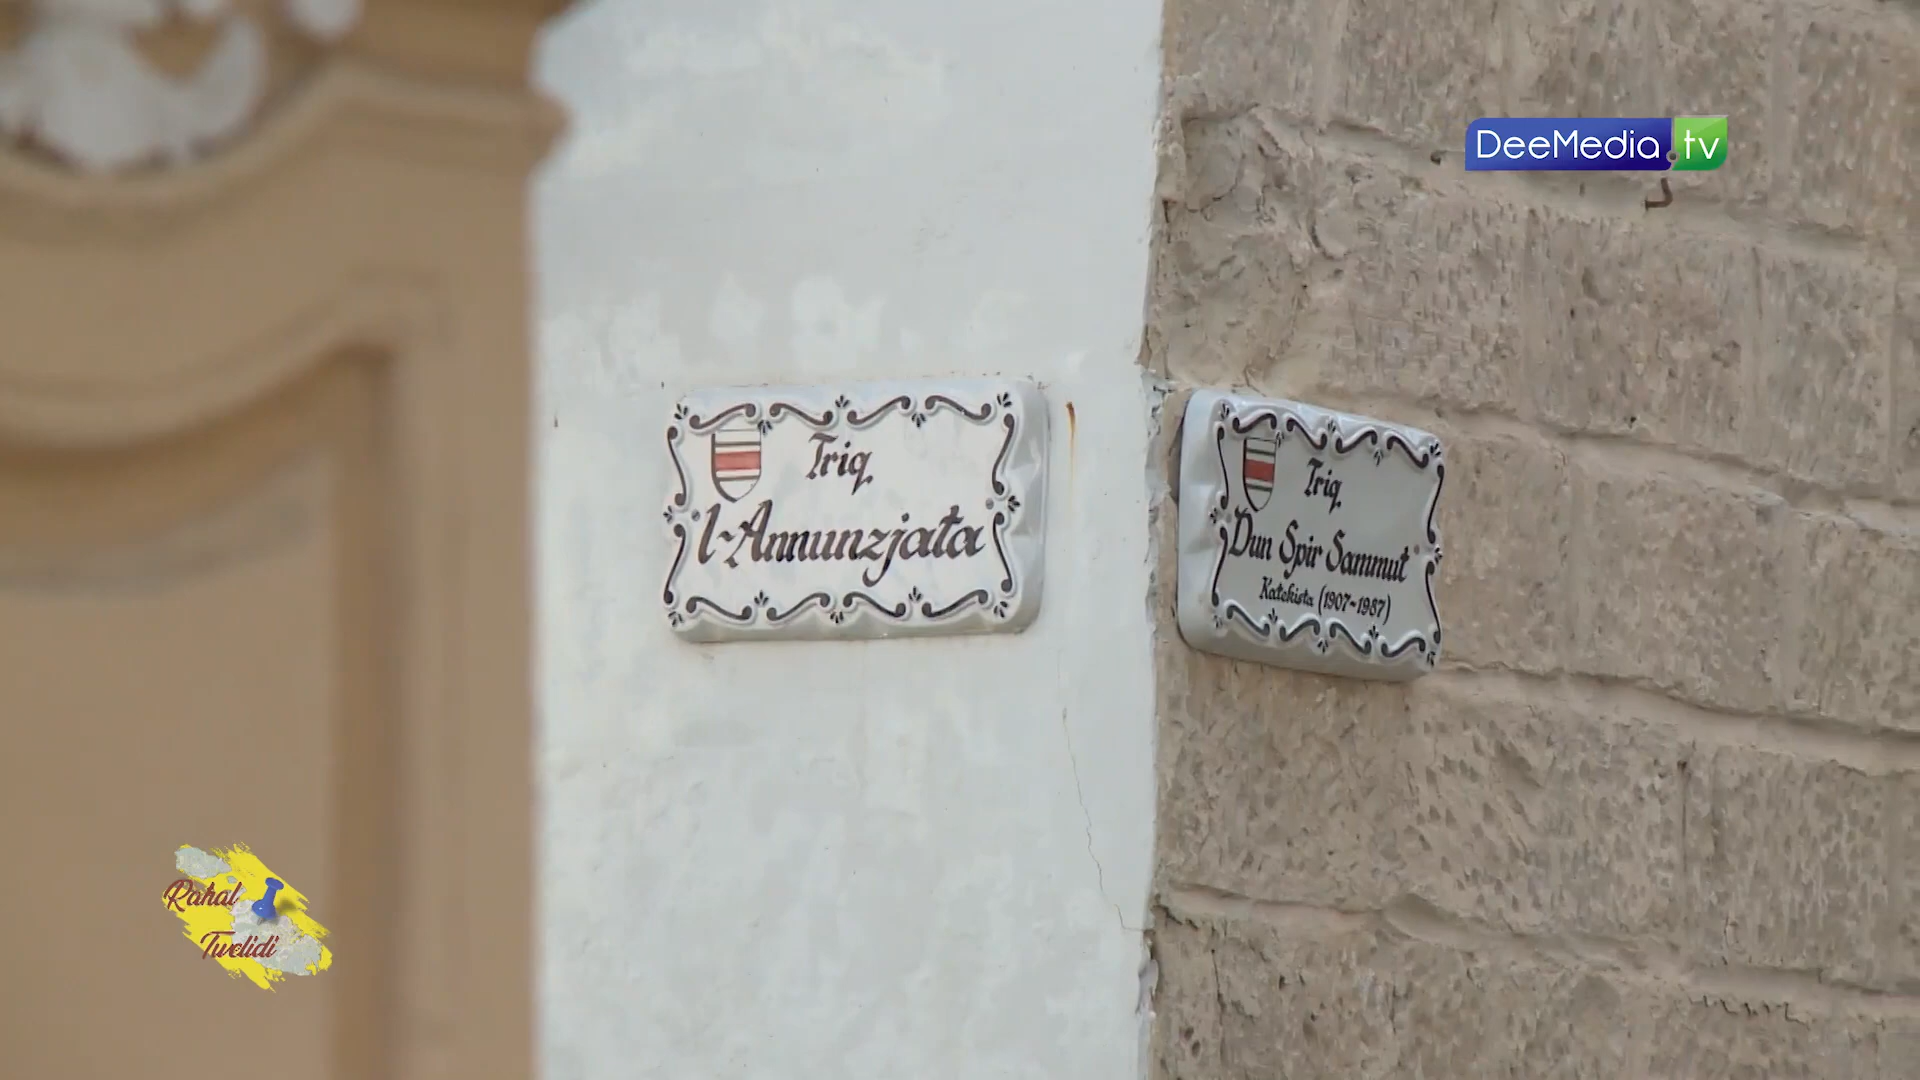 DeeMedia.tv
Triq
l-Annunzjata
Triq
Dun Spir Sammut
Katekista (1907-1987)
Rahal
Twelidi